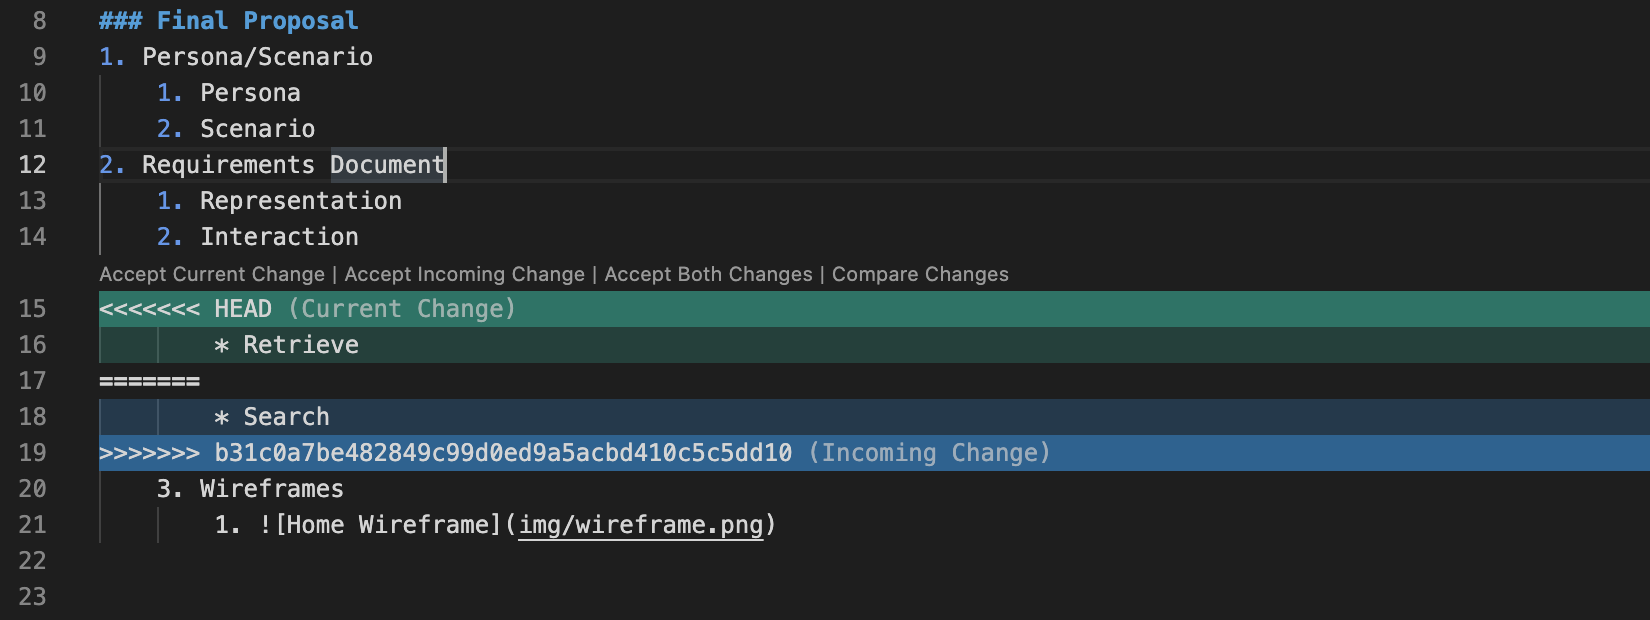 8 ### Final Proposal
9 1. Persona/Scenario
10 1. Persona
11 2. Scenario
12 2. Requirements Document
13 1. Representation
14 2. Interaction
Accept Current Change | Accept Incoming Change | Accept Both Changes | Compare Changes
15 <<<<<<< HEAD (Current Change)
16 * Retrieve
17 =======
18 * Search
19 >>>>>>> b31c0a7be482849c99d0ed9a5acbd410c5c5dd10 (Incoming Change)
20 3. Wireframes
21 1. ![Home Wireframe](img/wireframe.png)
22
23